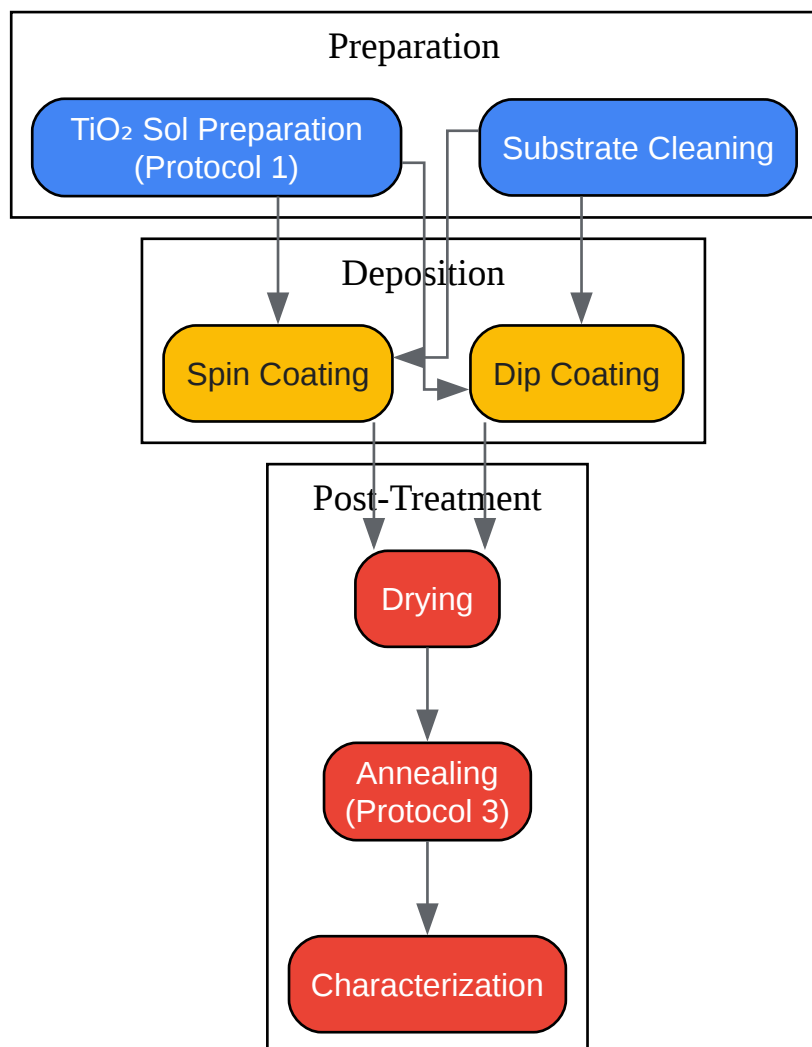 Preparation
TiO₂ Sol Preparation
(Protocol 1)
Substrate Cleaning
Deposition
Spin Coating
Dip Coating
Post-Treatment
Drying
Annealing
(Protocol 3)
Characterization